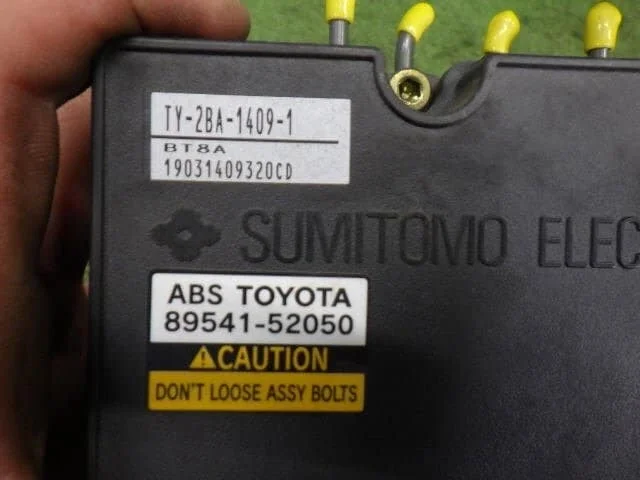 TY-2BA-1409-1
BT8A
19031409320CD
SUMITOMO ELEC
ABS TOYOTA
89541-52050
CAUTION
DON'T LOOSE ASSY BOLTS